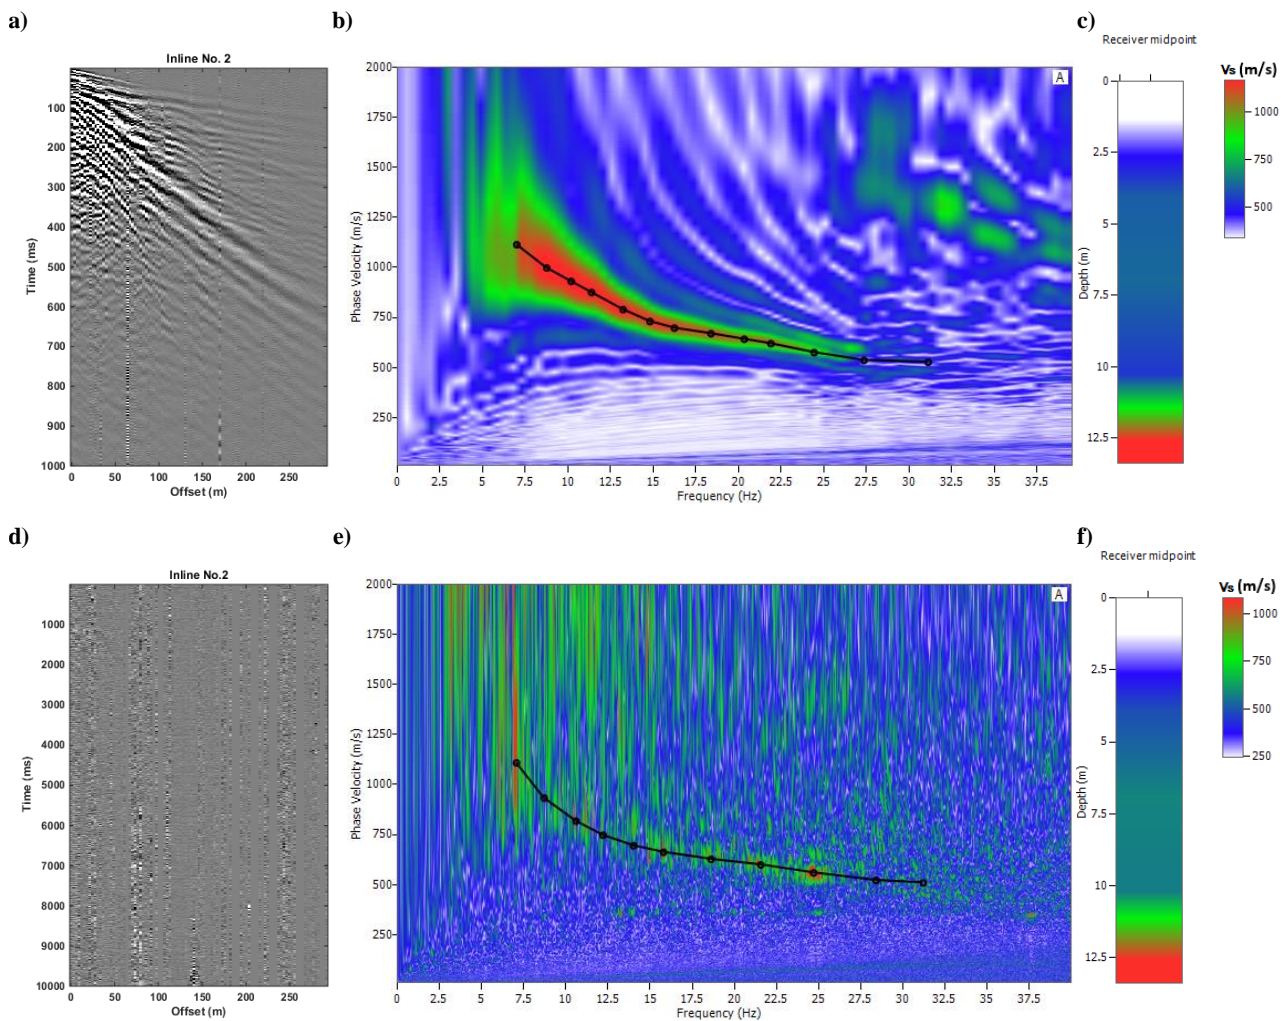 a)
b)
c)
Inline No. 2
Receiver midpoint
Vs (m/s)
A
2000
1750
1500
1250
1000
750
500
250
Phase Velocity (m/s)
0 2.5 5 7.5 10 12.5 15 17.5 20 22.5 25 27.5 30 32.5 35 37.5
Frequency (Hz)
100
200
300
400
500
600
700
800
900
1000
Time (ms)
0 50 100 150 200 250
Offset (m)
0
2.5
5
7.5
10
12.5
Depth (m)
1000
750
500
d)
e)
f)
Inline No.2
Receiver midpoint
Vs (m/s)
A
2000
1750
1500
1250
1000
750
500
250
Phase Velocity (m/s)
0 2.5 5 7.5 10 12.5 15 17.5 20 22.5 25 27.5 30 32.5 35 37.5
Frequency (Hz)
1000
2000
3000
4000
5000
6000
7000
8000
9000
10000
Time (ms)
0 50 100 150 200 250
Offset (m)
0
2.5
5
7.5
10
12.5
Depth (m)
1000
750
500
250